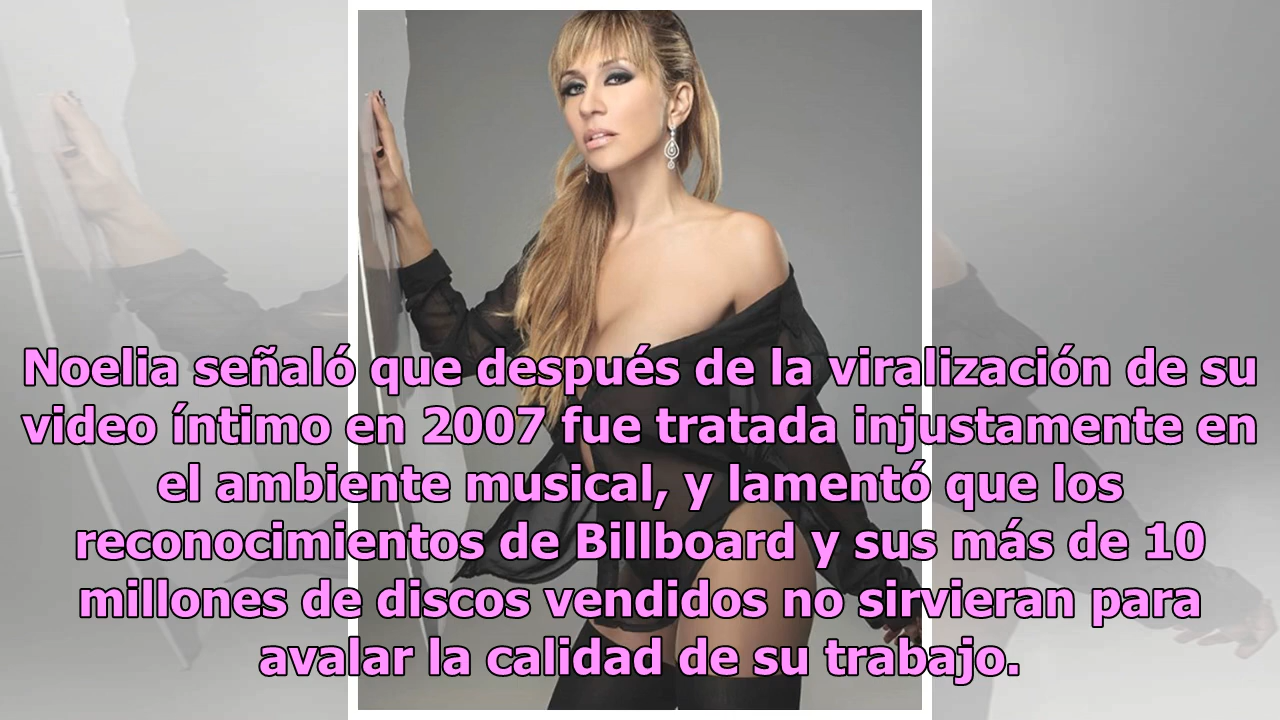 Noelia señaló que después de la viralización de su
video íntimo en 2007 fue tratada injustamente en
el ambiente musical, y lamentó que los
reconocimientos de Billboard y sus más de 10
millones de discos vendidos no sirvieran para
avalar la calidad de su trabajo.